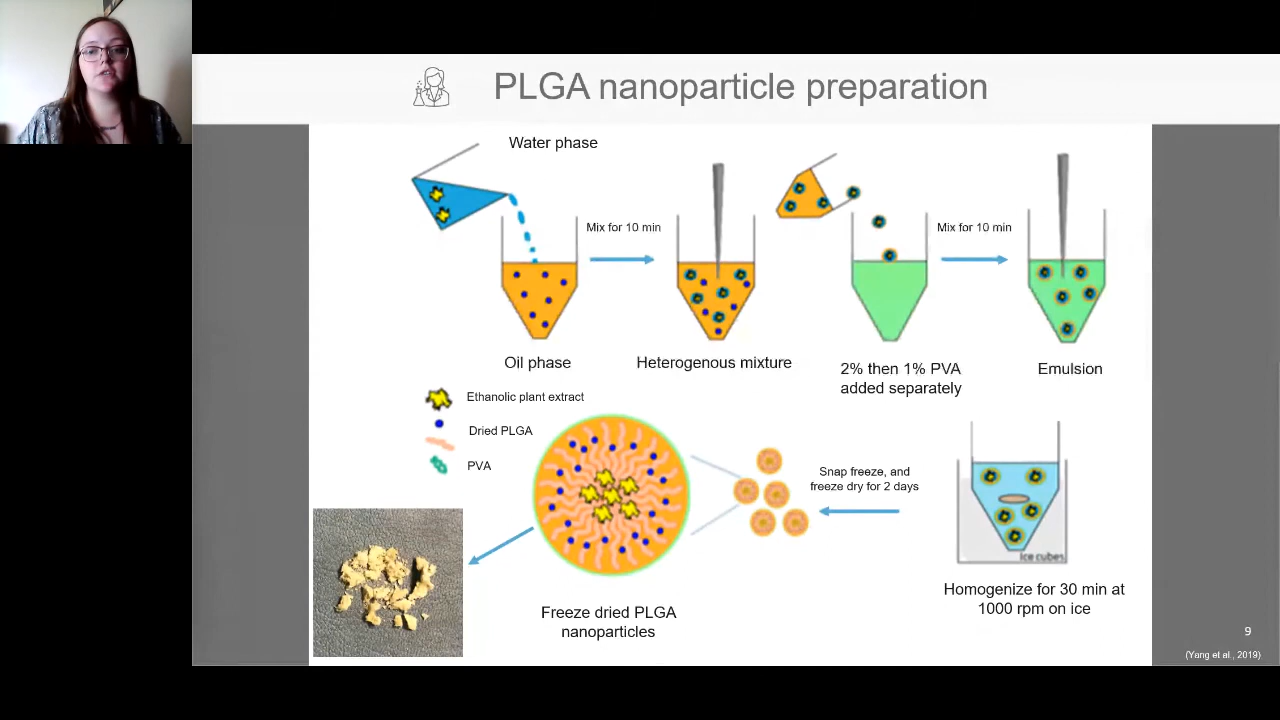 PLGA nanoparticle preparation
Water phase
Mix for 10 min
Mix for 10 min
Oil phase
Heterogenous mixture
2% then 1% PVA
added separately
Emulsion
Ethanolic plant extract
Dried PLGA
PVA
Snap freeze, and
freeze dry for 2 days
Ice cubes
Homogenize for 30 min at
1000 rpm on ice
Freeze dried PLGA
nanoparticles
9
(Yang et al., 2019)